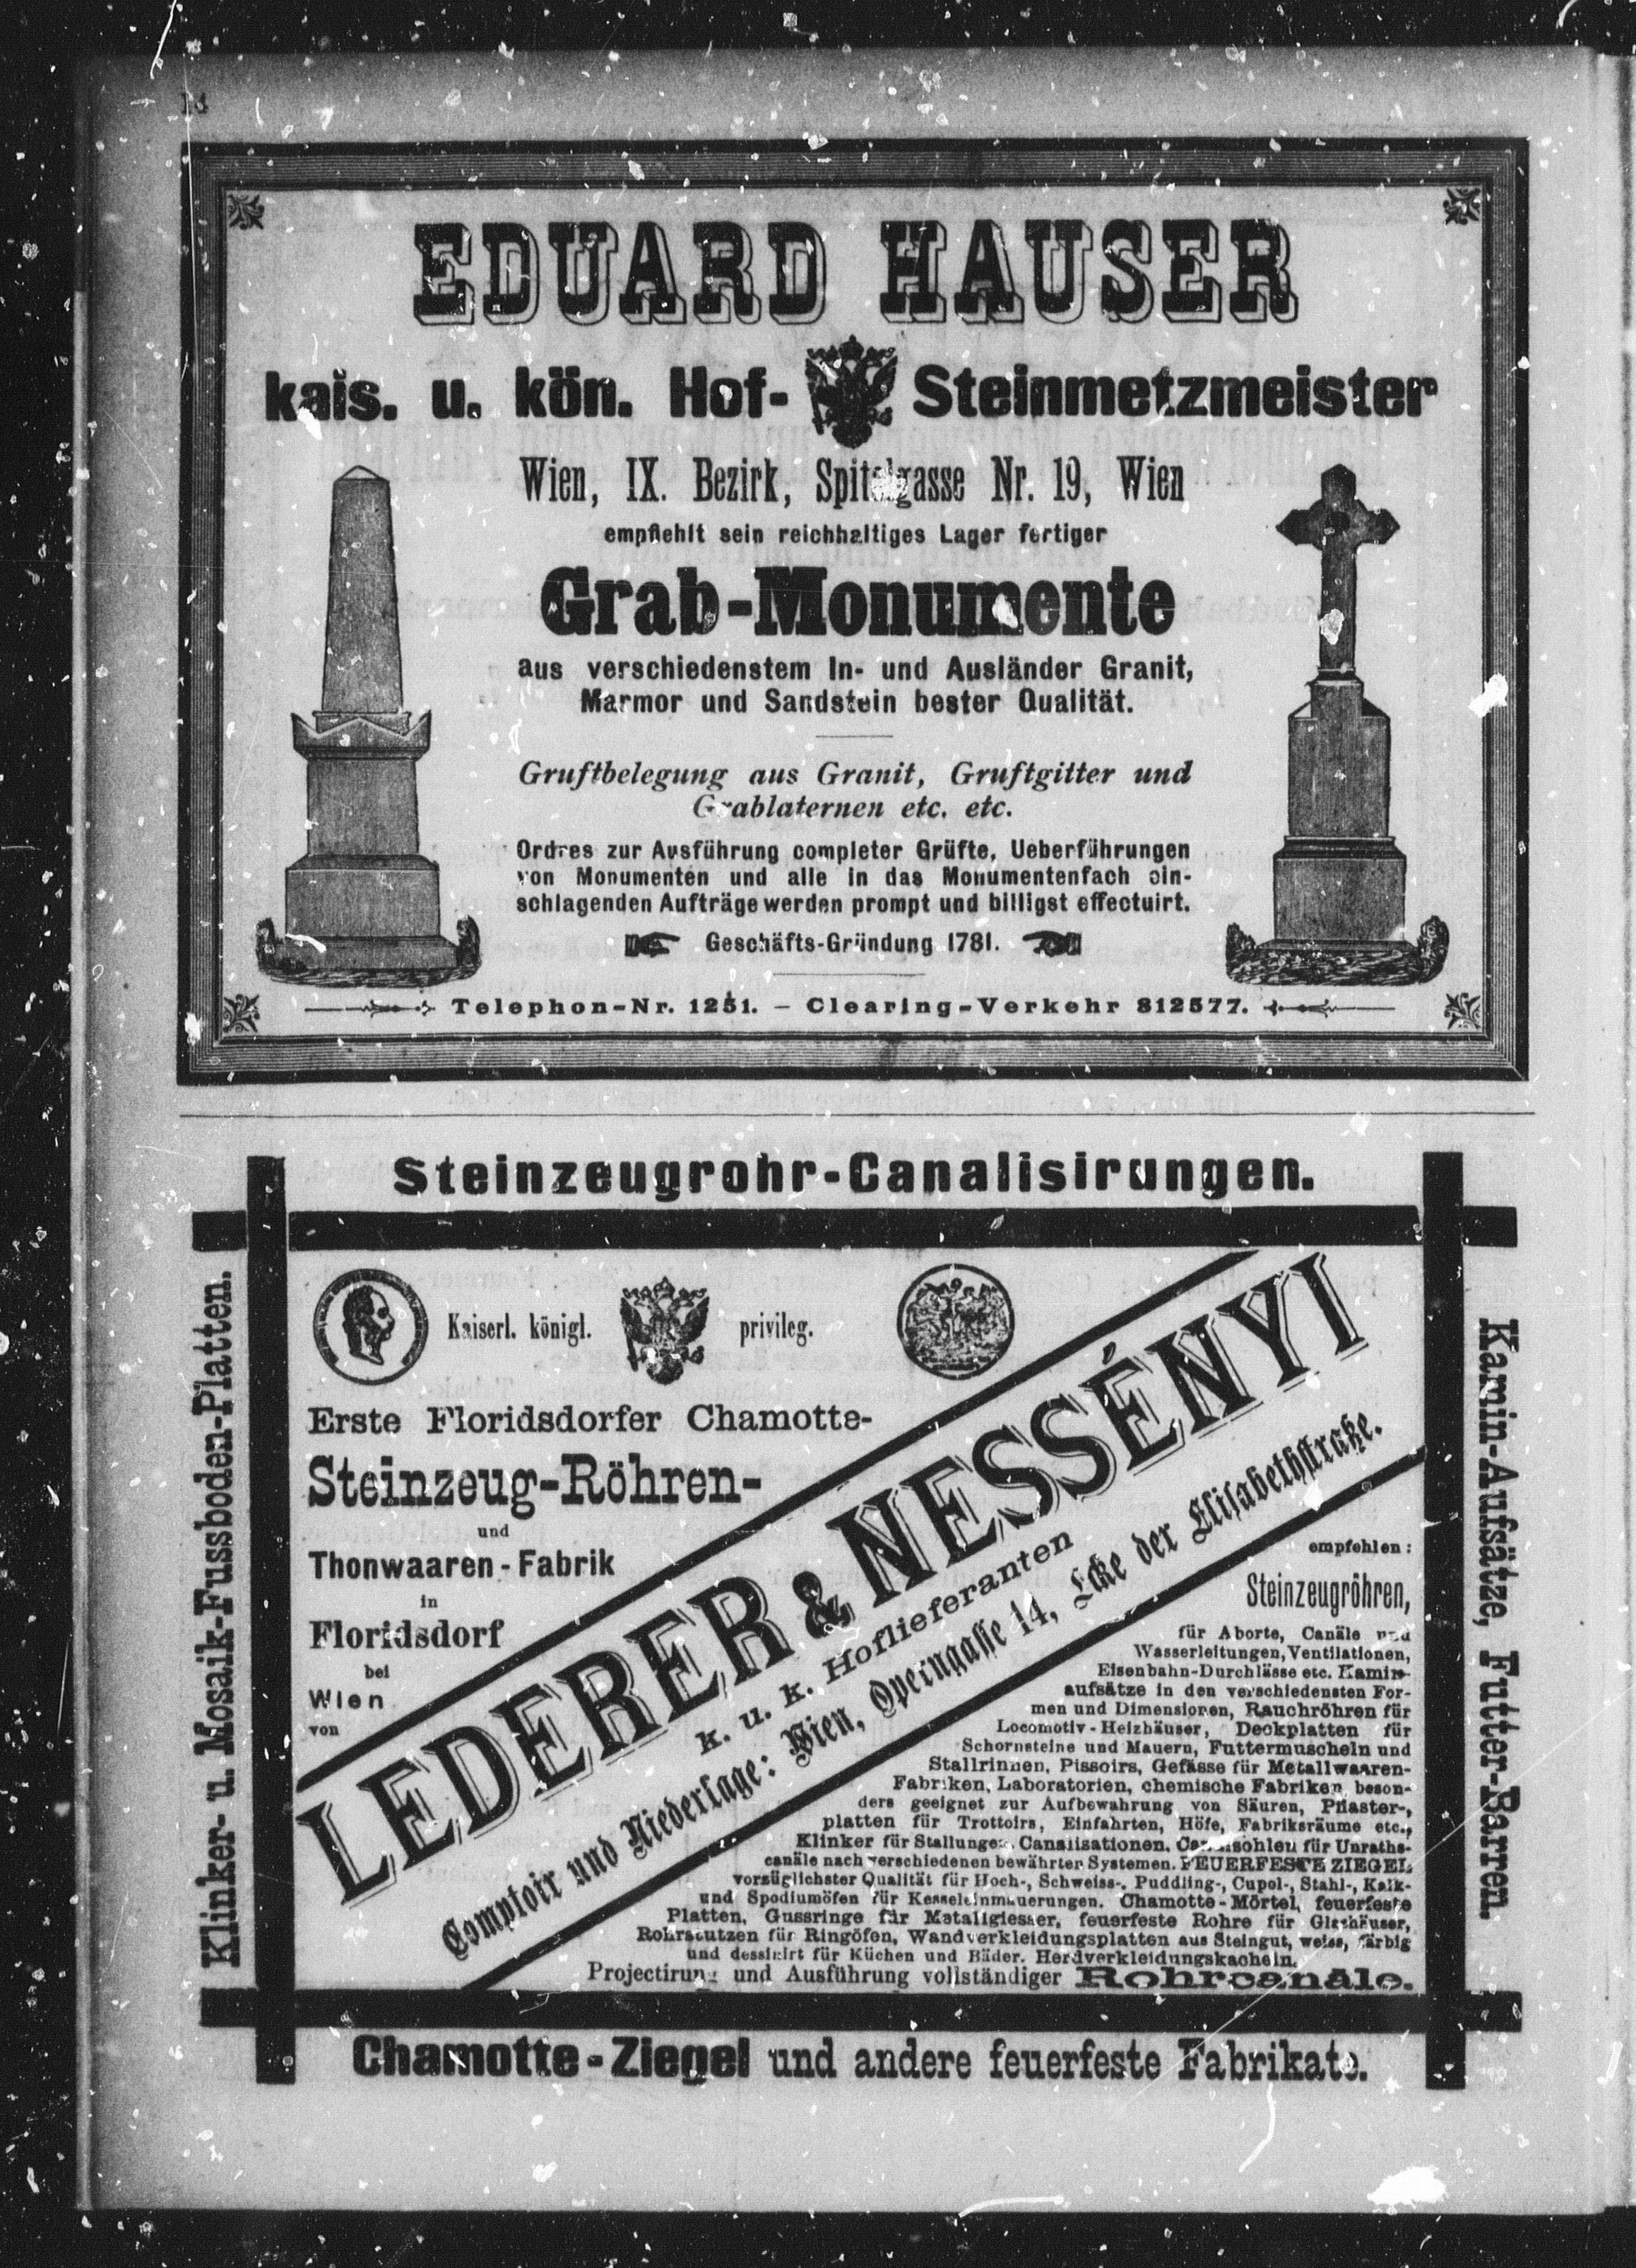 14
EDUARD HAUSER
kais. u. kön. Hof- Steinmetzmeister
Wien, IX. Bezirk, Spitalgasse Nr. 19, Wien
empfiehlt sein reichhaltiges Lager fertiger
Grab-Monumente
aus verschiedenstem In- und Ausländer Granit,
Marmor und Sandstein bester Qualität.
Gruftbelegung aus Granit, Gruftgitter und
Grablaternen etc. etc.
Ordres zur Ausführung completer Grüfte, Ueberführungen
von Monumenten und alle in das Monumentenfach ein-
schlagenden Aufträge werden prompt und billigst effectuirt.
Geschäfts-Gründung 1781.
Telephon-Nr. 1251. — Clearing-Verkehr 812577.
Steinzeugrohr-Canalisirungen.
Klinker- u. Mosaik-Fussboden-Platten.
Kaiserl. königl. privileg.
Erste Floridsdorfer Chamotte-
Steinzeug-Röhren-
und
Thonwaaren-Fabrik
in
Floridsdorf
bei
Wien
von
LEDERER & NESSÉNYI
k. u. k. Hoflieferanten
Comptoir und Niederlage: Wien, Operngasse 14, Ecke der Elisabethstraße.
empfehlen:
Steinzeugröhren,
für Aborte, Canäle und
Wasserleitungen, Ventilationen,
Eisenbahn-Durchlässe etc. Kamin-
aufsätze in den verschiedensten For-
men und Dimensionen, Rauchröhren für
Locomotiv-Heizhäuser, Deckplatten für
Schornsteine und Mauern, Futtermuscheln und
Stallrinnen, Pissoirs, Gefässe für Metallwaaren-
Fabriken, Laboratorien, chemische Fabriken, beson-
ders geeignet zur Aufbewahrung von Säuren, Pflaster-,
platten für Trottoirs, Einfahrten, Höfe, Fabriksräume etc.,
Klinker für Stallungen, Canalisationen, Canalsohlen für Unraths-
canäle nach verschiedenen bewährten Systemen. FEUERFESTE ZIEGEL
vorzüglichster Qualität für Hoch-, Schweiss-, Puddling-, Cupol-, Stahl-, Kalk-
und Spodiumöfen für Kesseleinmauerungen. Chamotte-Mörtel, feuerfeste
Platten, Gussringe für Metallgiesser, feuerfeste Rohre für Glashäuser,
Rohrstutzen für Ringöfen, Wandverkleidungsplatten aus Steingut, weiss, färbig
und dessinirt für Küchen und Bäder. Herdverkleidungskacheln.
Projectirung und Ausführung vollständiger Rohrcanäle.
Kamin-Aufsätze, Futter-Barren.
Chamotte-Ziegel und andere feuerfeste Fabrikate.